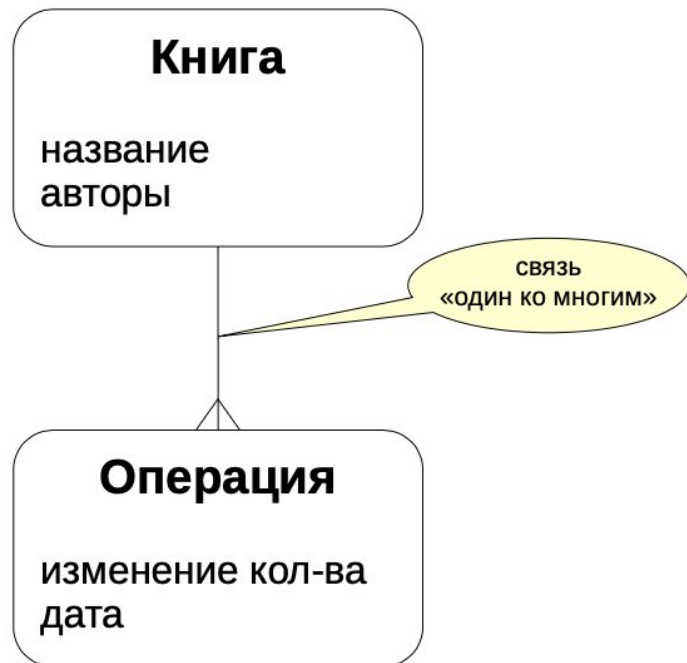 Книга
название
авторы
связь
«один ко многим»
Операция
изменение кол-ва
дата